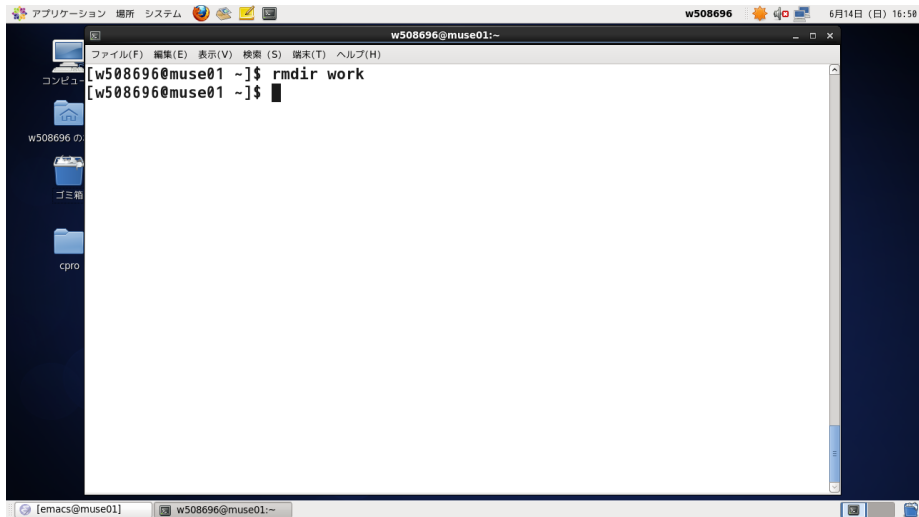 アプリケーション 場所 システム w508696 6月14日 (日) 16:50
w508696@muse01:~
ファイル(F) 編集(E) 表示(V) 検索 (S) 端末(T) ヘルプ(H)
[w508696@muse01 ~]$ rmdir work
[w508696@muse01 ~]$
コンピュー
w508696 の
ゴミ箱
cpro
[emacs@muse01] w508696@muse01:~